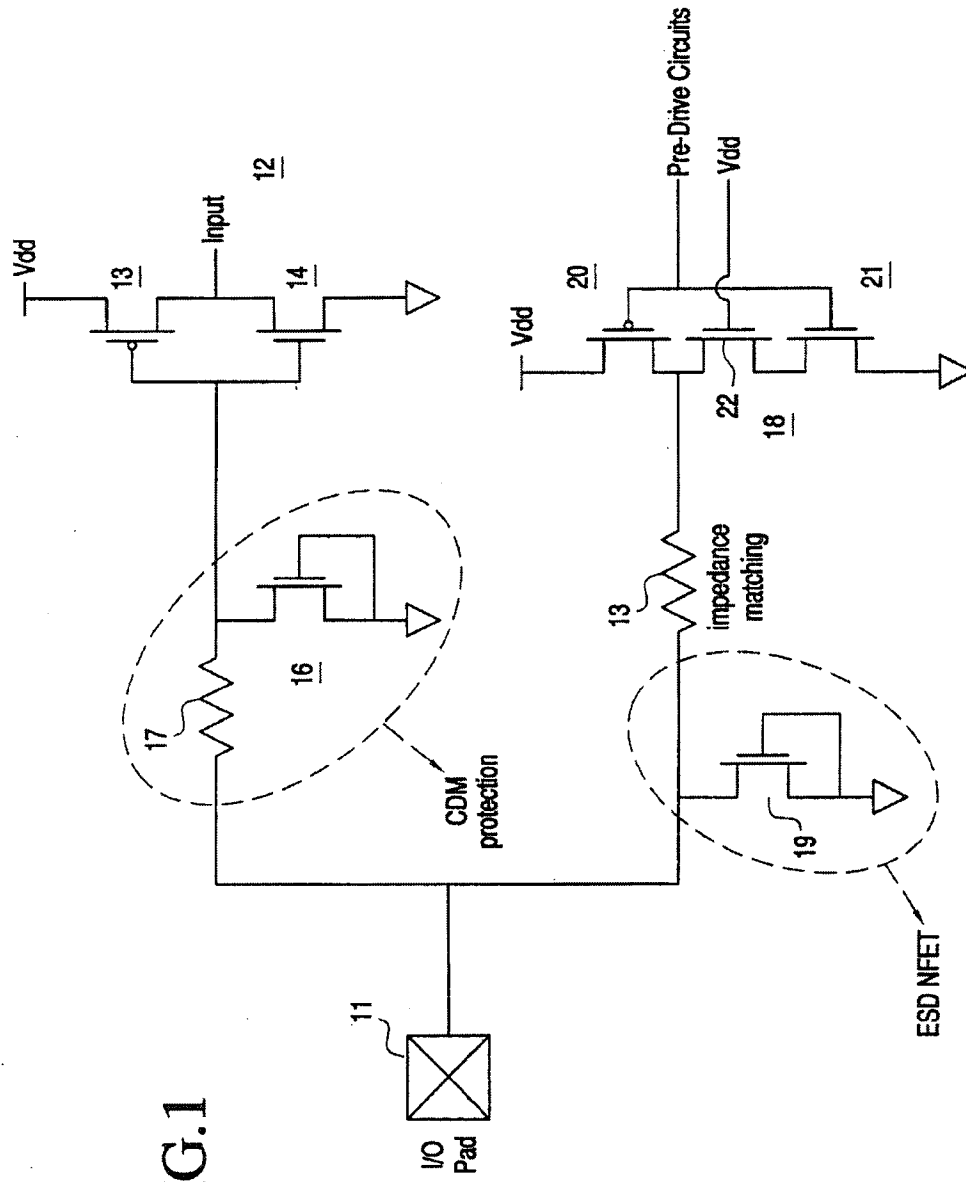 G.1
I/O
Pad
11
17
16
CDM
protection
Vdd
13
14
Input
12
ESD NFET
19
13
impedance
matching
Vdd
20
22
18
21
Pre-Drive Circuits
Vdd